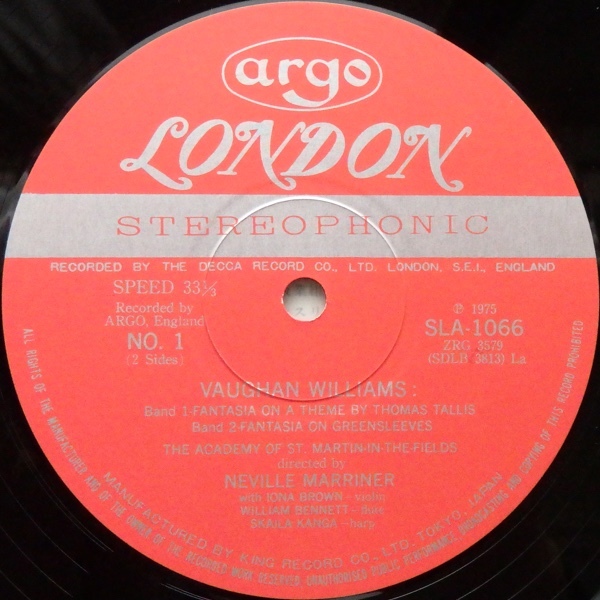 argo
LONDON
STEREOPHONIC
RECORDED BY THE DECCA RECORD CO., LTD. LONDON, S.E.I., ENGLAND
SPEED 33⅓
Recorded by
ARGO, England
NO. 1
(2 Sides)
℗ 1975
SLA-1066
ZRG 3579
(SDLB 3813) La
VAUGHAN WILLIAMS :
Band 1-FANTASIA ON A THEME BY THOMAS TALLIS
Band 2-FANTASIA ON GREENSLEEVES
THE ACADEMY OF ST. MARTIN-IN-THE-FIELDS
directed by
NEVILLE MARRINER
with IONA BROWN - violin
WILLIAM BENNETT - flute
SKAILA KANGA - harp
MANUFACTURED BY KING RECORD CO., LTD. TOKYO, JAPAN
ALL RIGHTS OF THE MANUFACTURER AND OF THE OWNER OF THE RECORDED WORK RESERVED. UNAUTHORISED PUBLIC PERFORMANCE, BROADCASTING AND COPYING OF THIS RECORD PROHIBITED